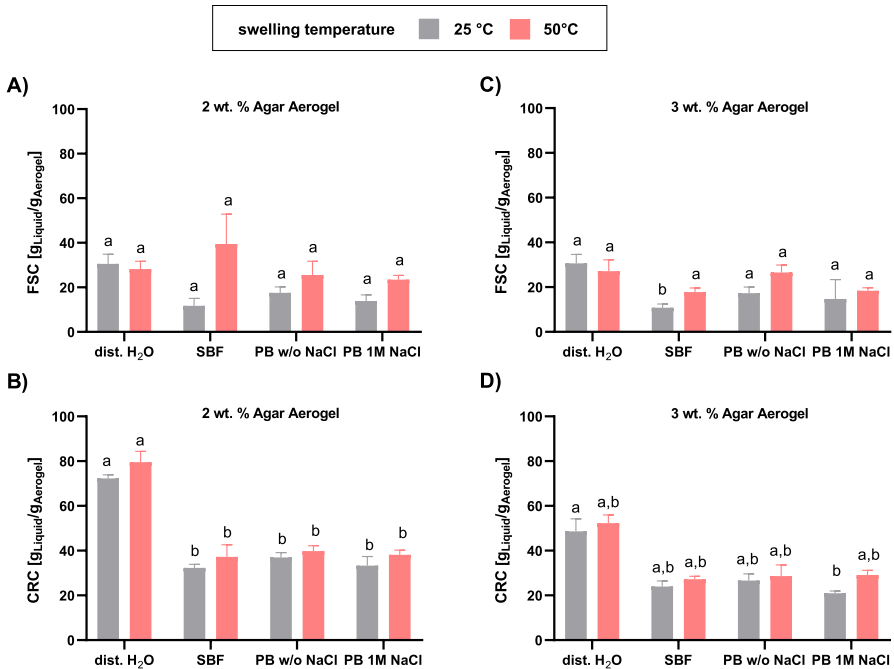 swelling temperature 25 °C 50°C
A)
2 wt. % Agar Aerogel
FSC [gLiquid/gAerogel]
100
80
60
40
20
0
a a a a a a a a
dist. H2O SBF PB w/o NaCl PB 1M NaCl
C)
3 wt. % Agar Aerogel
FSC [gLiquid/gAerogel]
100
80
60
40
20
0
a a b a a a a a
dist. H2O SBF PB w/o NaCl PB 1M NaCl
B)
2 wt. % Agar Aerogel
CRC [gLiquid/gAerogel]
100
80
60
40
20
0
a a b b b b b b
dist. H2O SBF PB w/o NaCl PB 1M NaCl
D)
3 wt. % Agar Aerogel
CRC [gLiquid/gAerogel]
100
80
60
40
20
0
a a,b a,b a,b a,b a,b b a,b
dist. H2O SBF PB w/o NaCl PB 1M NaCl